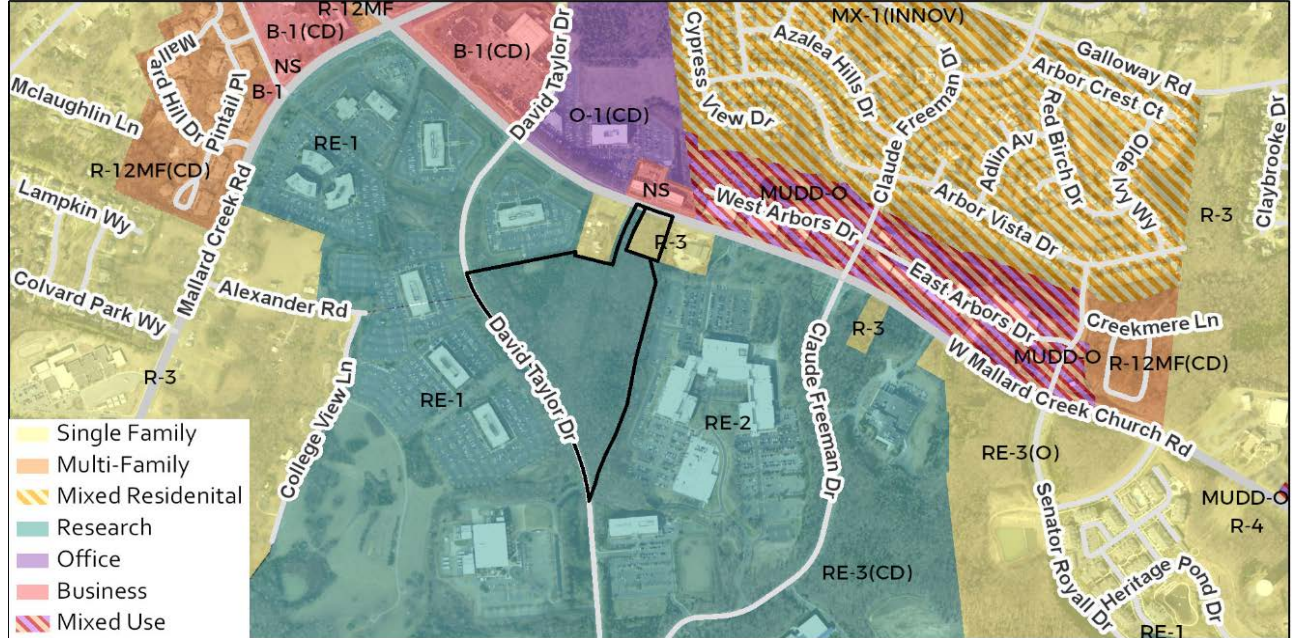 R-12MF
B-1(CD)
NS
B-1
Mallard Hill Dr
Pintail Pl
Mclaughlin Ln
R-12MF(CD)
Lampkin Wy
Colvard Park Wy
Mallard Creek Rd
Alexander Rd
R-3
College View Ln
RE-1
RE-1
B-1(CD)
David Taylor Dr
O-1(CD)
NS
R-3
David Taylor Dr
RE-2
MX-1(INNOV)
Cypress View Dr
Azalea Hills Dr
Claude Freeman Dr
Galloway Rd
Arbor Crest Ct
Red Birch Dr
Adlin Av
Olde Ivy Wy
Arbor Vista Dr
Claybrooke Dr
R-3
MUDD-O
West Arbors Dr
East Arbors Dr
MUDD-O
Creekmere Ln
R-12MF(CD)
W Mallard Creek Church Rd
R-3
Claude Freeman Dr
RE-3(CD)
RE-3(O)
Senator Royall Dr
Heritage Pond Dr
RE-1
MUDD-O
R-4
Single Family
Multi-Family
Mixed Residenital
Research
Office
Business
Mixed Use